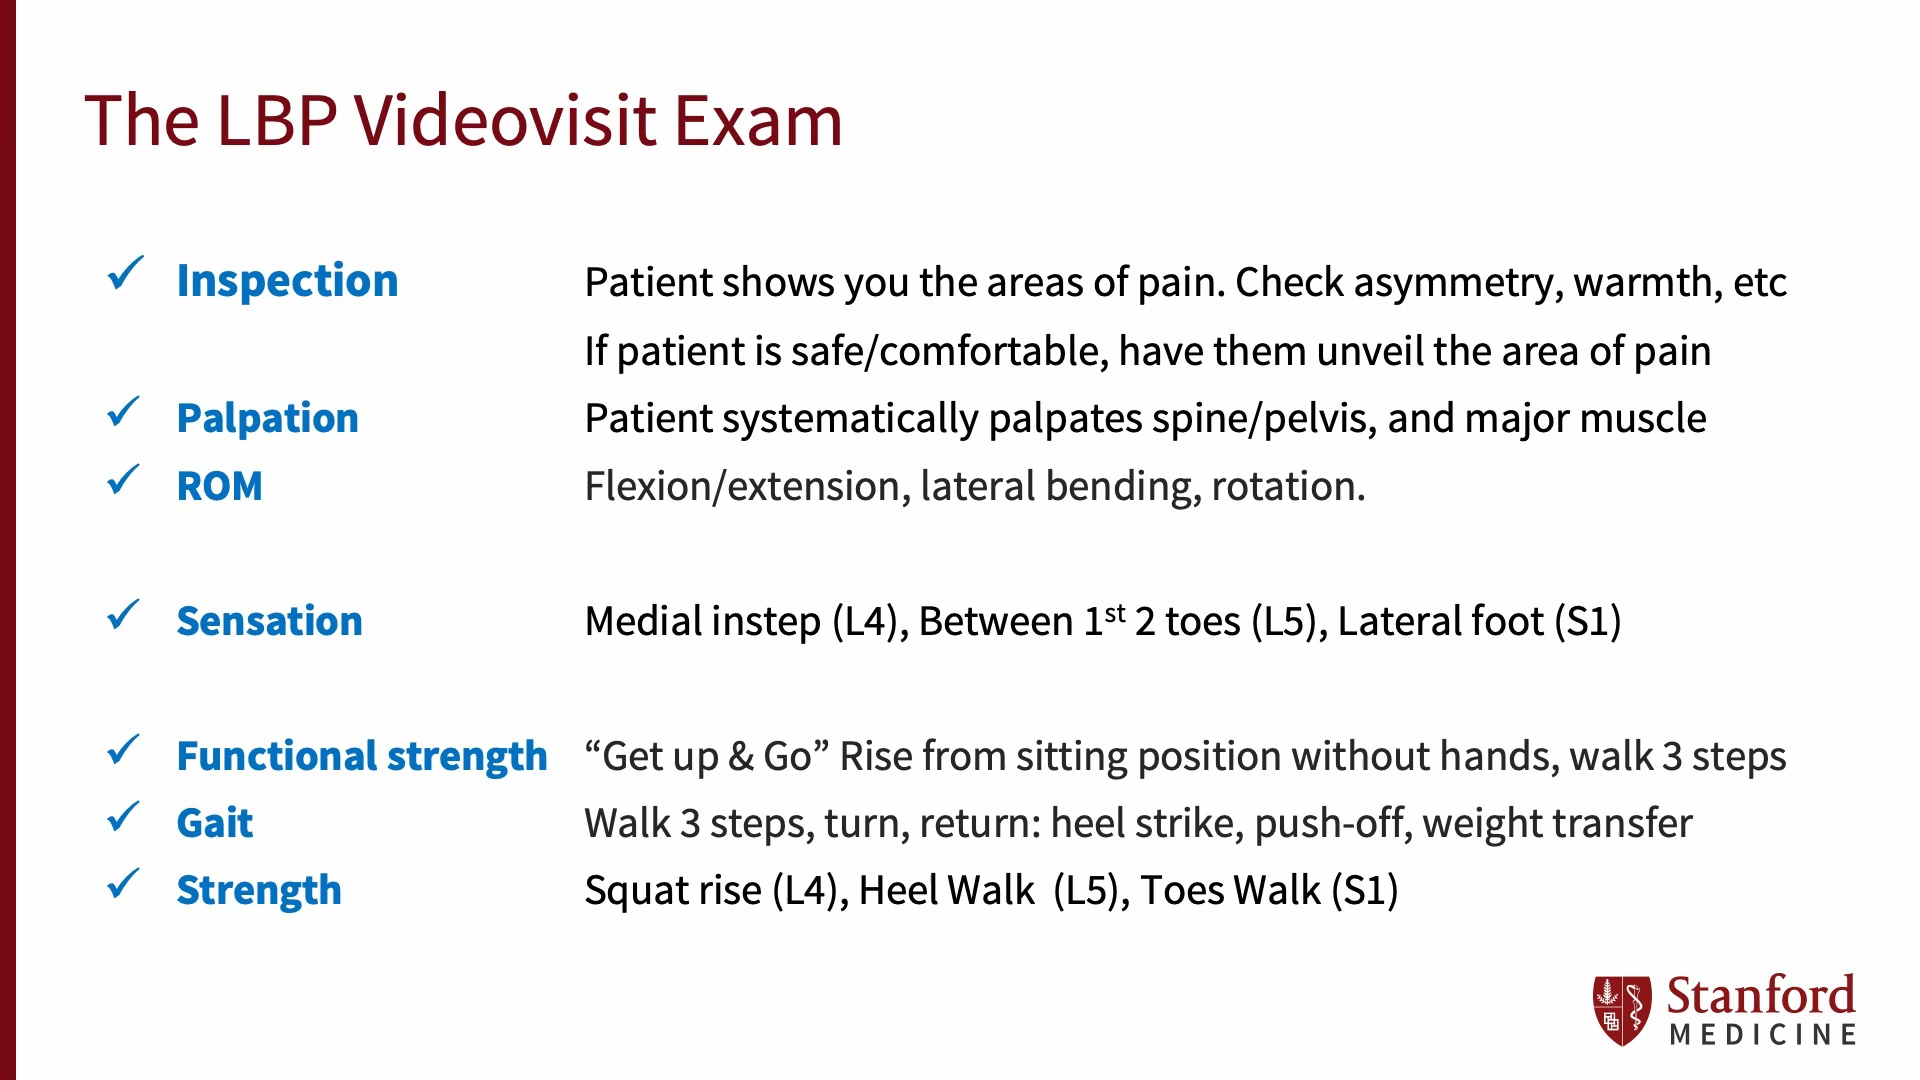 The LBP Videovisit Exam
✓ Inspection Patient shows you the areas of pain. Check asymmetry, warmth, etc
If patient is safe/comfortable, have them unveil the area of pain
✓ Palpation Patient systematically palpates spine/pelvis, and major muscle
✓ ROM Flexion/extension, lateral bending, rotation.
✓ Sensation Medial instep (L4), Between 1st 2 toes (L5), Lateral foot (S1)
✓ Functional strength “Get up & Go” Rise from sitting position without hands, walk 3 steps
✓ Gait Walk 3 steps, turn, return: heel strike, push-off, weight transfer
✓ Strength Squat rise (L4), Heel Walk (L5), Toes Walk (S1)
Stanford
MEDICINE